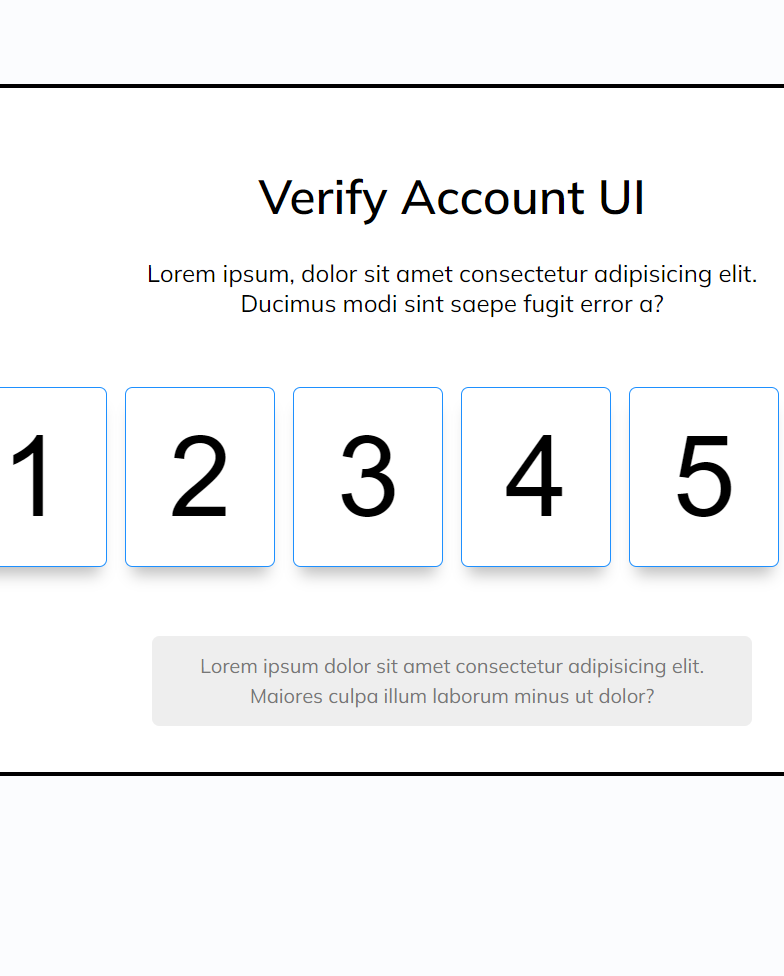 Verify Account UI
Lorem ipsum, dolor sit amet consectetur adipisicing elit.
Ducimus modi sint saepe fugit error a?
1 2 3 4 5
Lorem ipsum dolor sit amet consectetur adipisicing elit.
Maiores culpa illum laborum minus ut dolor?